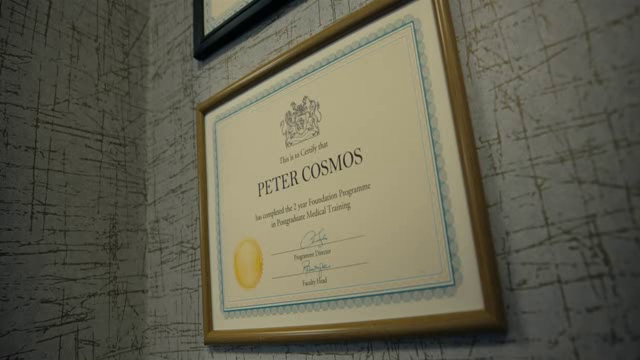 This is to Certify that
PETER COSMOS
has completed the 2 year Foundation Programme
in Postgraduate Medical Training
Programme Director
Faculty Head